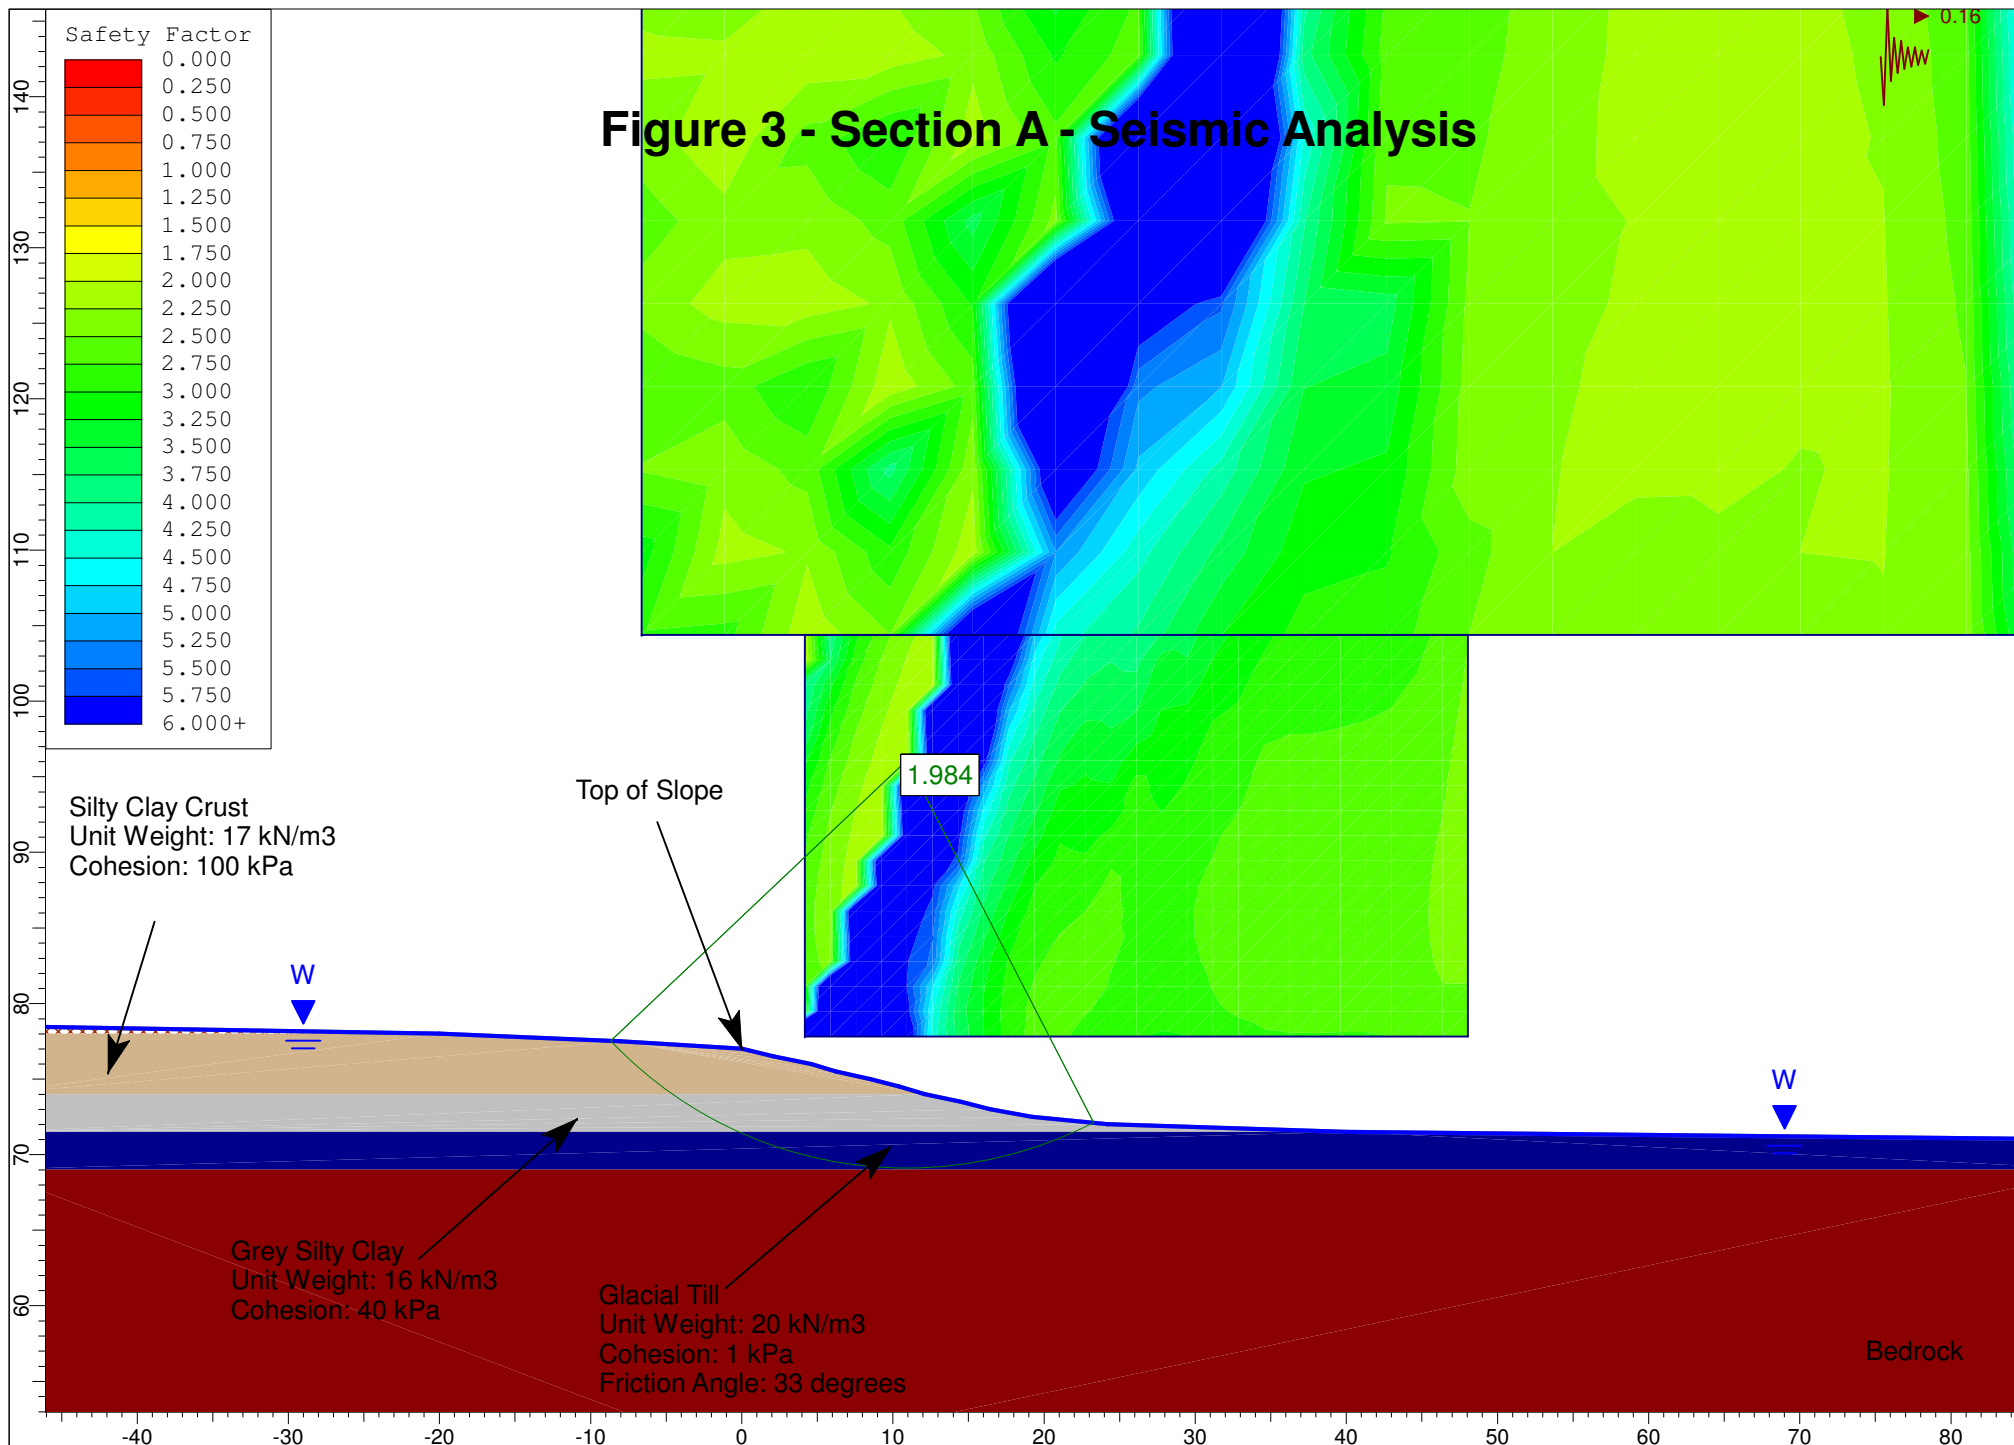 Safety Factor
0.000
0.250
0.500
0.750
1.000
1.250
1.500
1.750
2.000
2.250
2.500
2.750
3.000
3.250
3.500
3.750
4.000
4.250
4.500
4.750
5.000
5.250
5.500
5.750
6.000+
0.16
Figure 3 - Section A - Seismic Analysis
140
130
120
110
100
90
80
70
60
1.984
Top of Slope
Silty Clay Crust
Unit Weight: 17 kN/m3
Cohesion: 100 kPa
W
W
Grey Silty Clay
Unit Weight: 16 kN/m3
Cohesion: 40 kPa
Glacial Till
Unit Weight: 20 kN/m3
Cohesion: 1 kPa
Friction Angle: 33 degrees
Bedrock
-40 -30 -20 -10 0 10 20 30 40 50 60 70 80